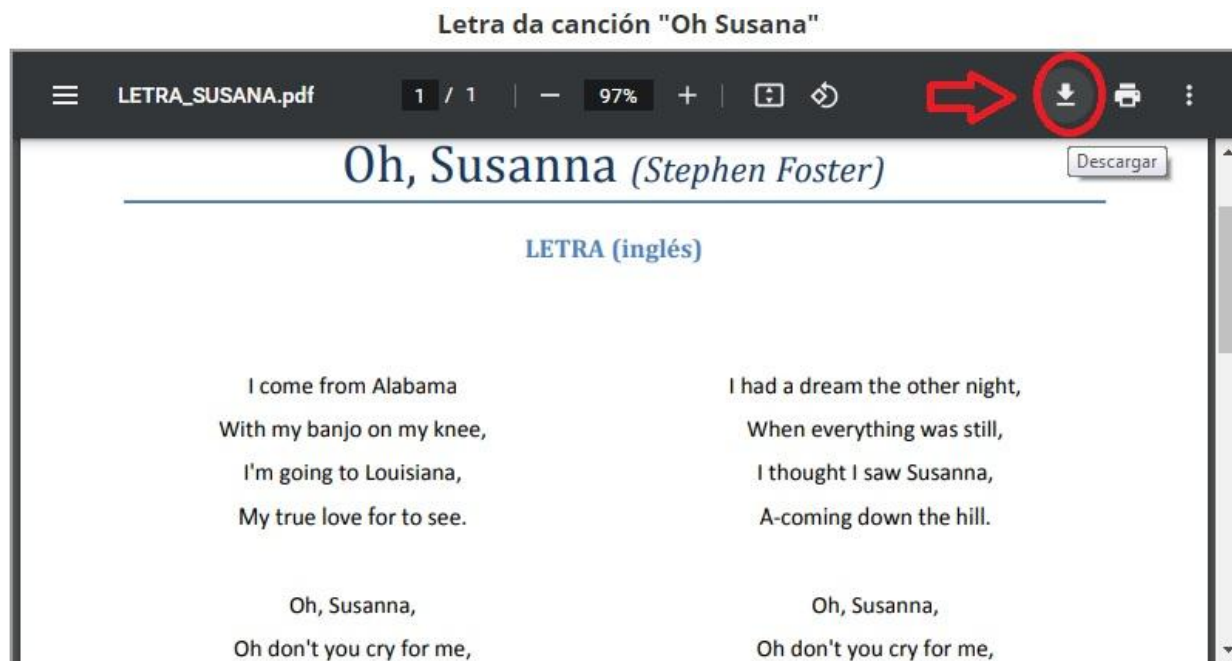 Letra da canción "Oh Susana"
LETRA_SUSANA.pdf 1 / 1 97%
Descargar
Oh, Susanna (Stephen Foster)
LETRA (inglés)
I come from Alabama
With my banjo on my knee,
I'm going to Louisiana,
My true love for to see.
Oh, Susanna,
Oh don't you cry for me,
I had a dream the other night,
When everything was still,
I thought I saw Susanna,
A-coming down the hill.
Oh, Susanna,
Oh don't you cry for me,